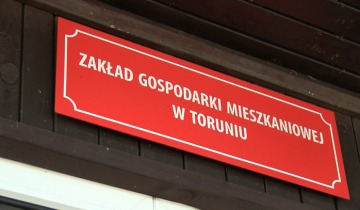 ZAKŁAD GOSPODARKI MIESZKANIOWEJ
W TORUNIU